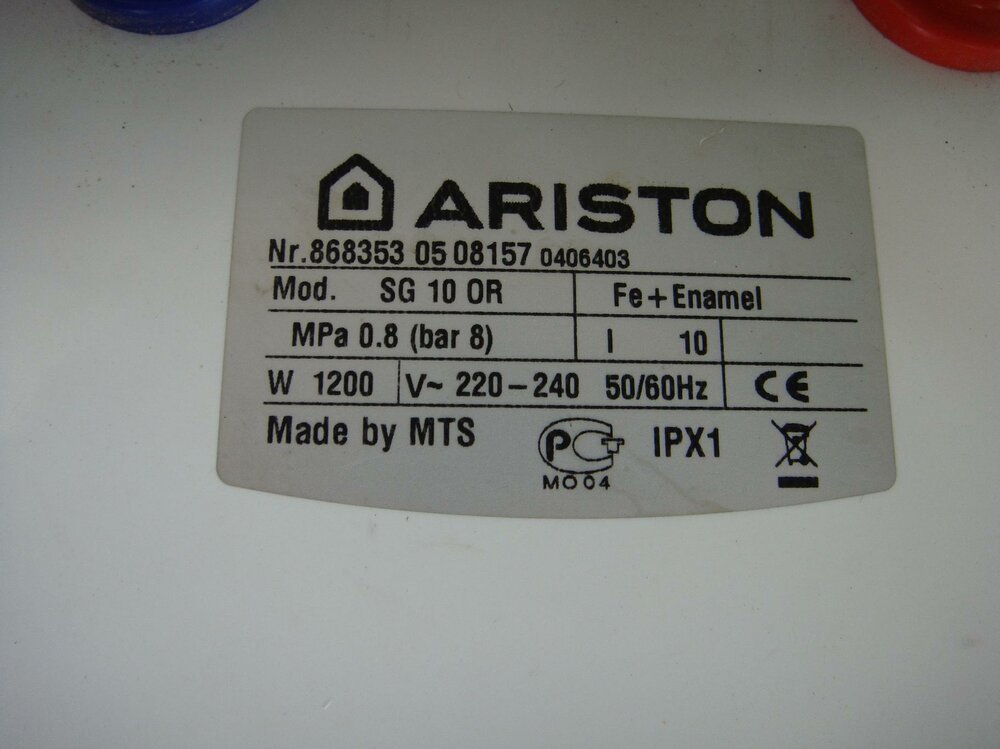 ARISTON
Nr.868353 05 08157 0406403
Mod. SG 10 OR Fe+Enamel
MPa 0.8 (bar 8) l 10
W 1200 V~ 220-240 50/60Hz CE
Made by MTS PCT IPX1
MO04